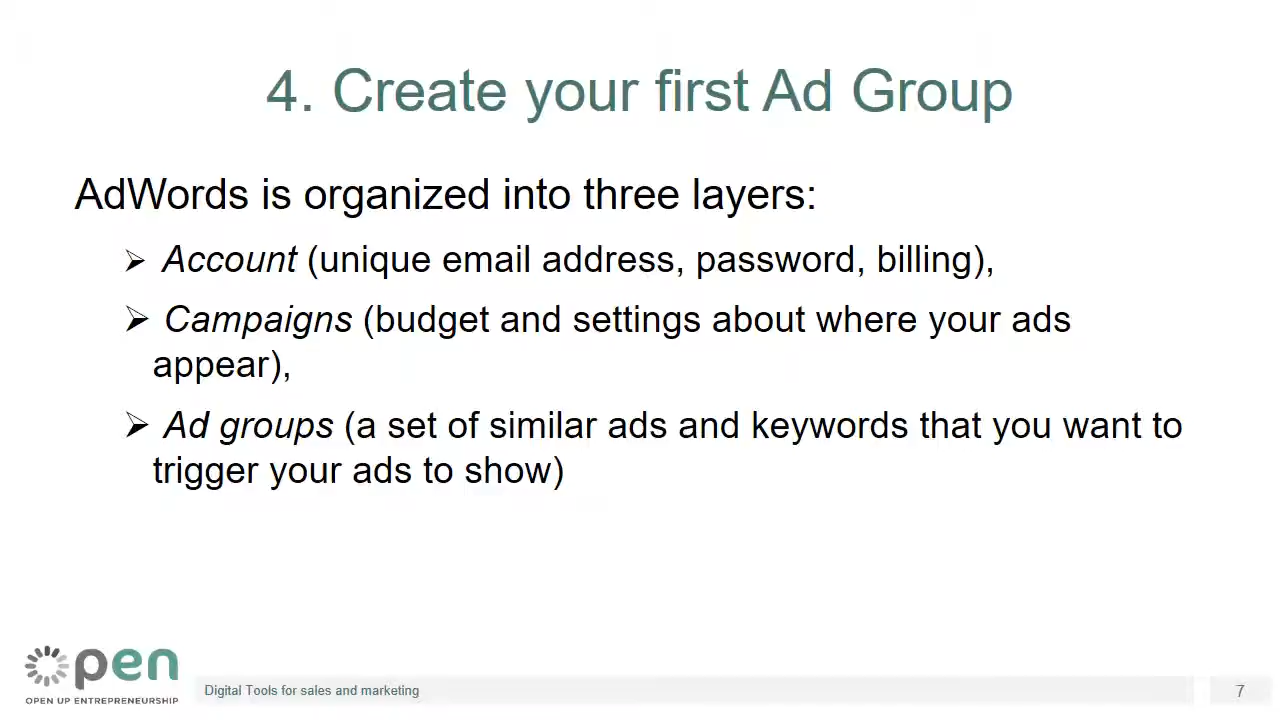 4. Create your first Ad Group
AdWords is organized into three layers:
➢ Account (unique email address, password, billing),
➢ Campaigns (budget and settings about where your ads
appear),
➢ Ad groups (a set of similar ads and keywords that you want to
trigger your ads to show)
open
OPEN UP ENTREPRENEURSHIP
Digital Tools for sales and marketing
7